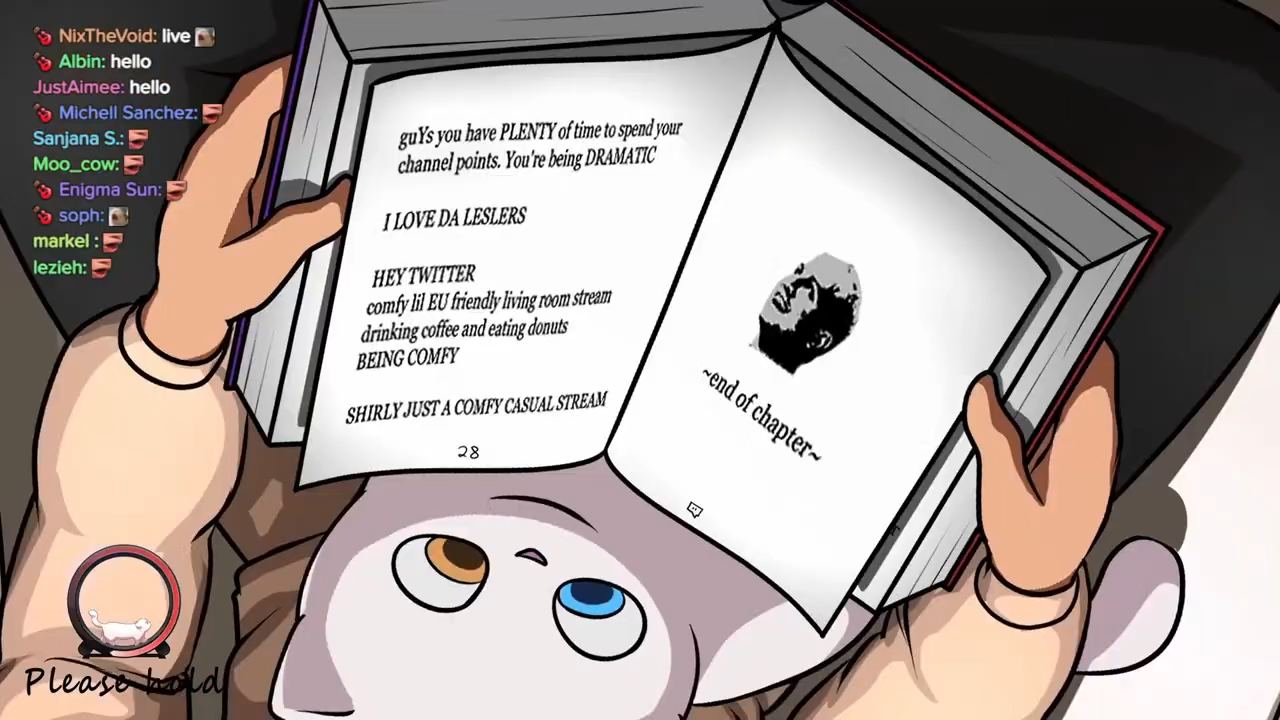 NixTheVoid: live
Albin: hello
JustAimee: hello
Michell Sanchez:
Sanjana S.:
Moo_cow:
Enigma Sun:
soph:
markel :
lezieh:
guYs you have PLENTY of time to spend your
channel points. You're being DRAMATIC
I LOVE DA LESLERS
HEY TWITTER
comfy lil EU friendly living room stream
drinking coffee and eating donuts
BEING COMFY
SHIRLY JUST A COMFY CASUAL STREAM
28
~end of chapter~
Please hold